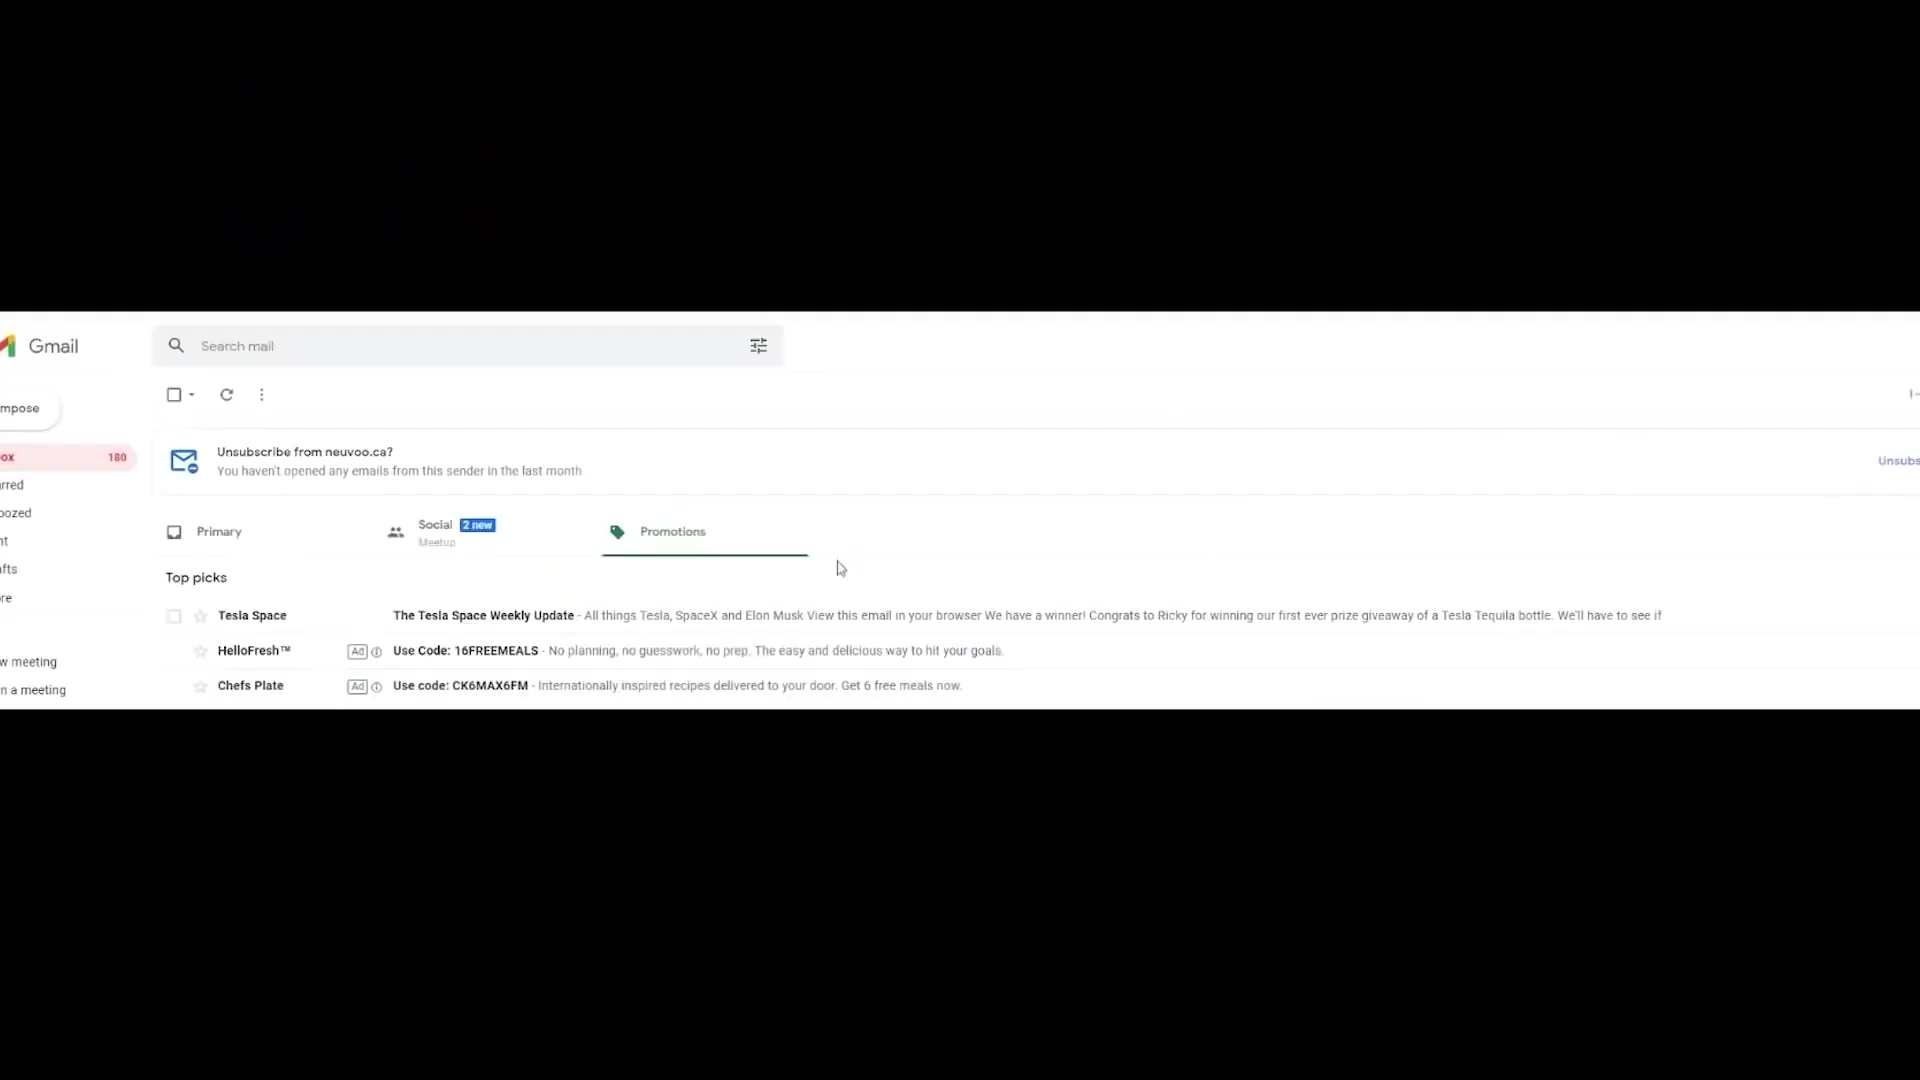 Gmail
Search mail
mpose
1-
Unsubscribe from neuvoo.ca?
You haven't opened any emails from this sender in the last month
Unsubs
ox 180
rred
oozed
nt
afts
re
w meeting
n a meeting
Primary
Social 2 new
Meetup
Promotions
Top picks
Tesla Space The Tesla Space Weekly Update - All things Tesla, SpaceX and Elon Musk View this email in your browser We have a winner! Congrats to Ricky for winning our first ever prize giveaway of a Tesla Tequila bottle. We'll have to see if
HelloFresh™ Ad Use Code: 16FREEMEALS - No planning, no guesswork, no prep. The easy and delicious way to hit your goals.
Chefs Plate Ad Use code: CK6MAX6FM - Internationally inspired recipes delivered to your door. Get 6 free meals now.